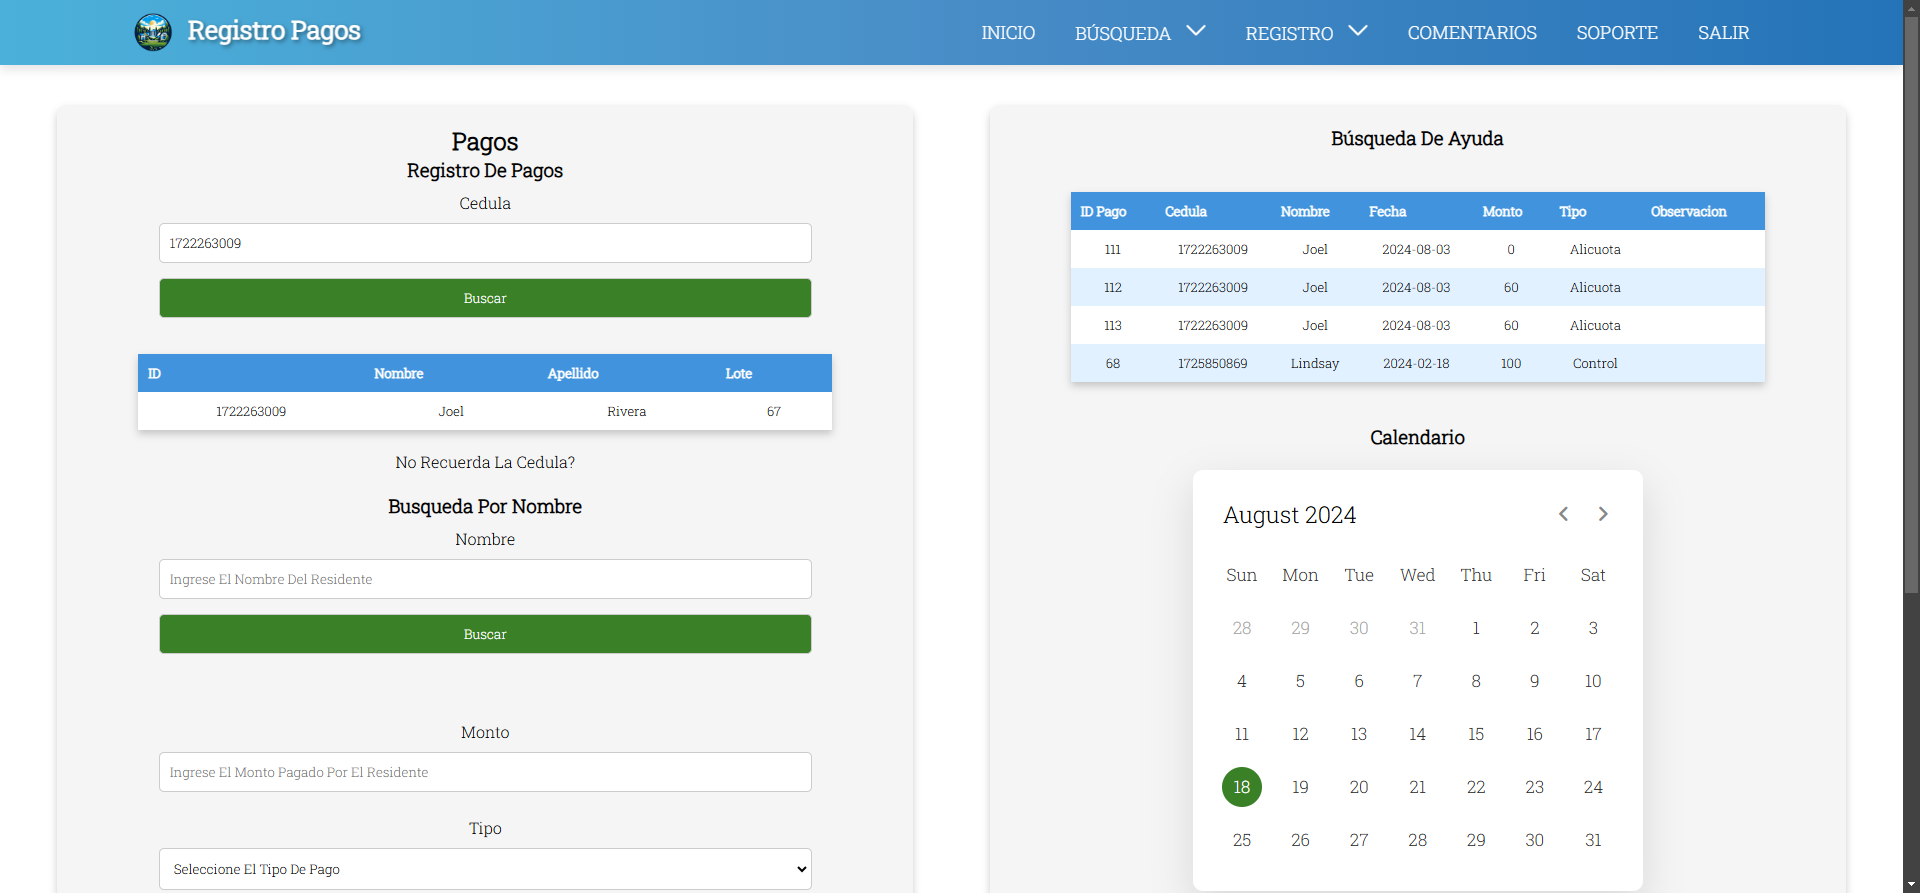 Registro Pagos
INICIO BÚSQUEDA REGISTRO COMENTARIOS SOPORTE SALIR
Pagos
Registro De Pagos
Cedula
1722263009
Buscar
ID Nombre Apellido Lote
1722263009 Joel Rivera 67
No Recuerda La Cedula?
Busqueda Por Nombre
Nombre
Ingrese El Nombre Del Residente
Buscar
Monto
Ingrese El Monto Pagado Por El Residente
Tipo
Seleccione El Tipo De Pago
Búsqueda De Ayuda
ID Pago Cedula Nombre Fecha Monto Tipo Observacion
111 1722263009 Joel 2024-08-03 0 Alicuota
112 1722263009 Joel 2024-08-03 60 Alicuota
113 1722263009 Joel 2024-08-03 60 Alicuota
68 1725850869 Lindsay 2024-02-18 100 Control
Calendario
August 2024
Sun Mon Tue Wed Thu Fri Sat
28 29 30 31 1 2 3
4 5 6 7 8 9 10
11 12 13 14 15 16 17
18 19 20 21 22 23 24
25 26 27 28 29 30 31